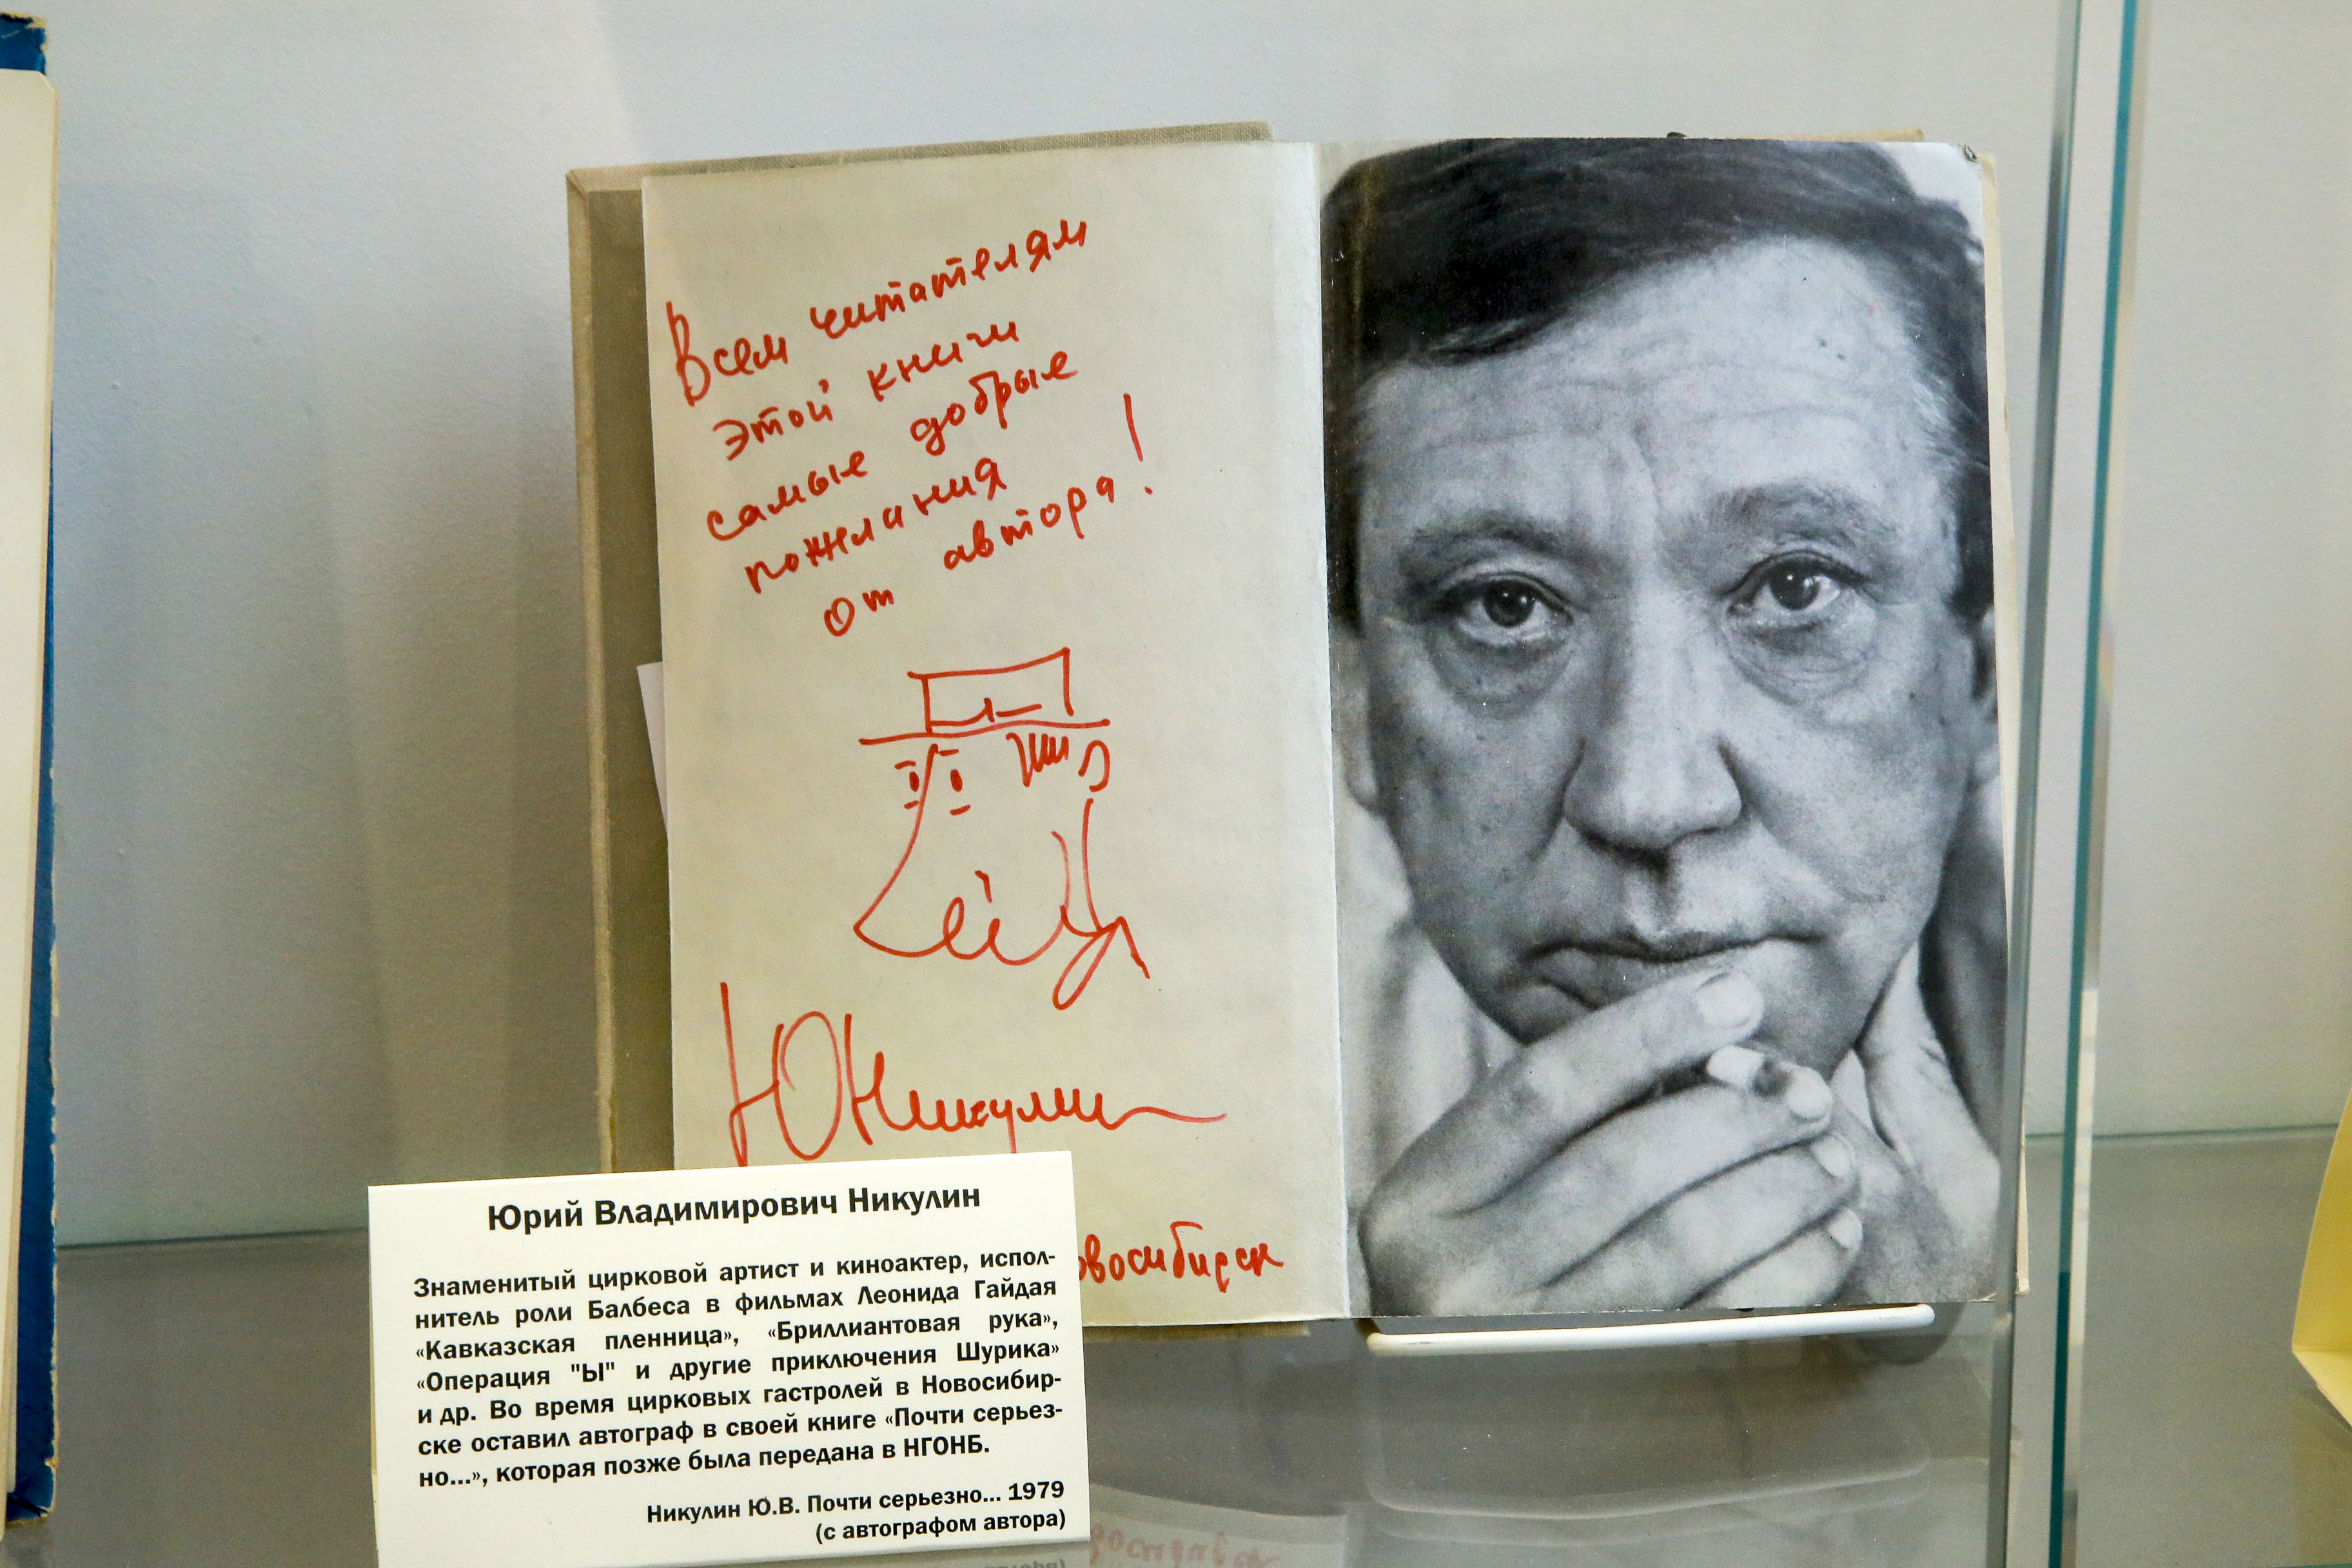 Всем читателям
этой книги
самые добрые
пожелания
от автора!
ЮНикулин
овосибирск
Юрий Владимирович Никулин
Знаменитый цирковой артист и киноактер, испол-
нитель роли Балбеса в фильмах Леонида Гайдая
«Кавказская пленница», «Бриллиантовая рука»,
«Операция "Ы" и другие приключения Шурика»
и др. Во время цирковых гастролей в Новосибир-
ске оставил автограф в своей книге «Почти серьез-
но...», которая позже была передана в НГОНБ.
Никулин Ю.В. Почти серьезно... 1979
(с автографом автора)